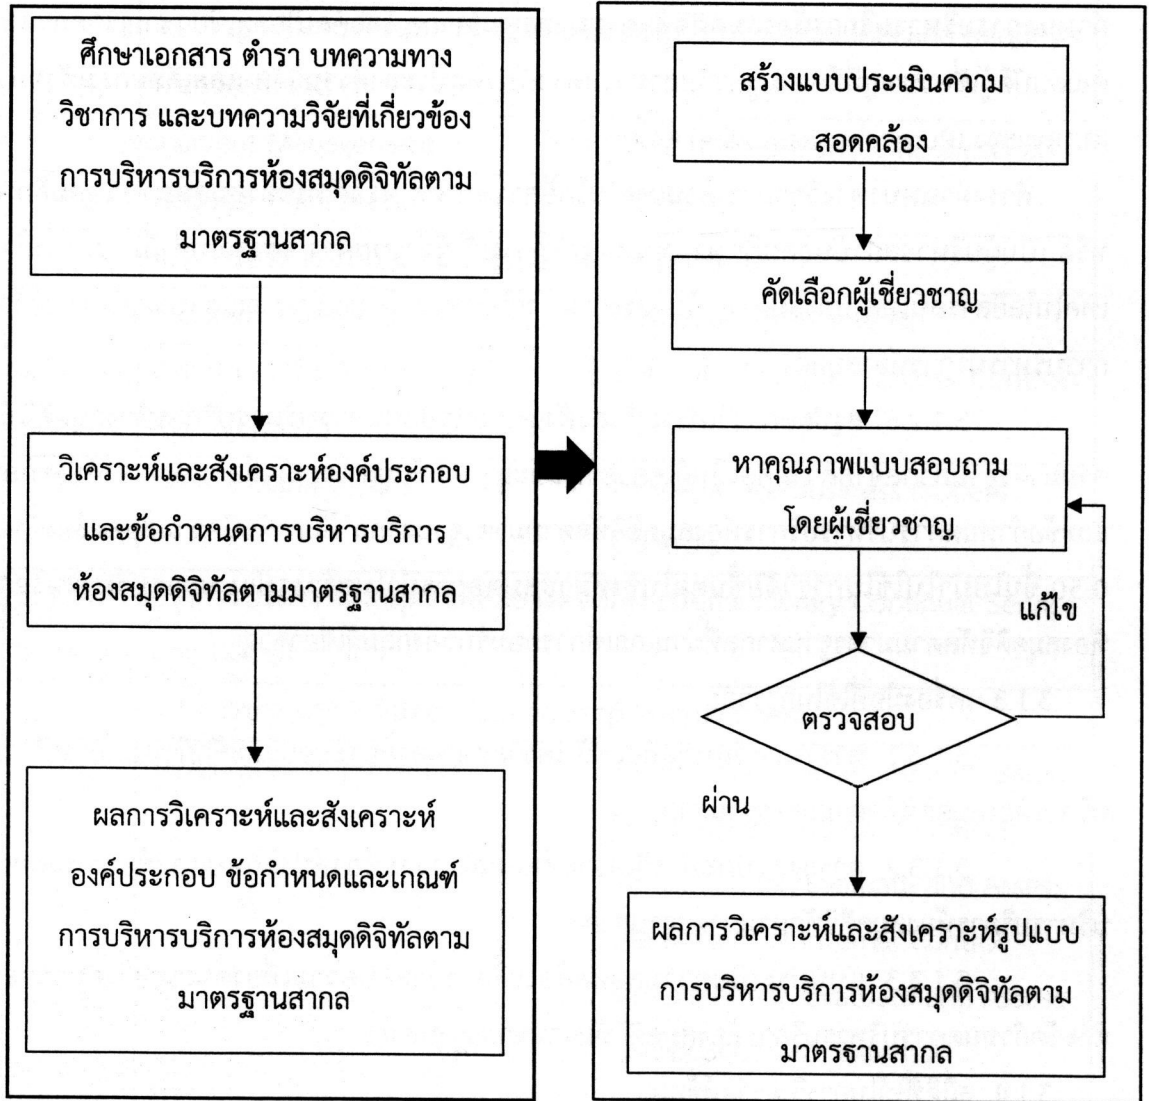 ศึกษาเอกสาร ตำรา บทความทาง
วิชาการ และบทความวิจัยที่เกี่ยวข้อง
การบริหารบริการห้องสมุดดิจิทัลตาม
มาตรฐานสากล
วิเคราะห์และสังเคราะห์องค์ประกอบ
และข้อกำหนดการบริหารบริการ
ห้องสมุดดิจิทัลตามมาตรฐานสากล
ผลการวิเคราะห์และสังเคราะห์
องค์ประกอบ ข้อกำหนดและเกณฑ์
การบริหารบริการห้องสมุดดิจิทัลตาม
มาตรฐานสากล
สร้างแบบประเมินความ
สอดคล้อง
คัดเลือกผู้เชี่ยวชาญ
หาคุณภาพแบบสอบถาม
โดยผู้เชี่ยวชาญ
แก้ไข
ตรวจสอบ
ผ่าน
ผลการวิเคราะห์และสังเคราะห์รูปแบบ
การบริหารบริการห้องสมุดดิจิทัลตาม
มาตรฐานสากล